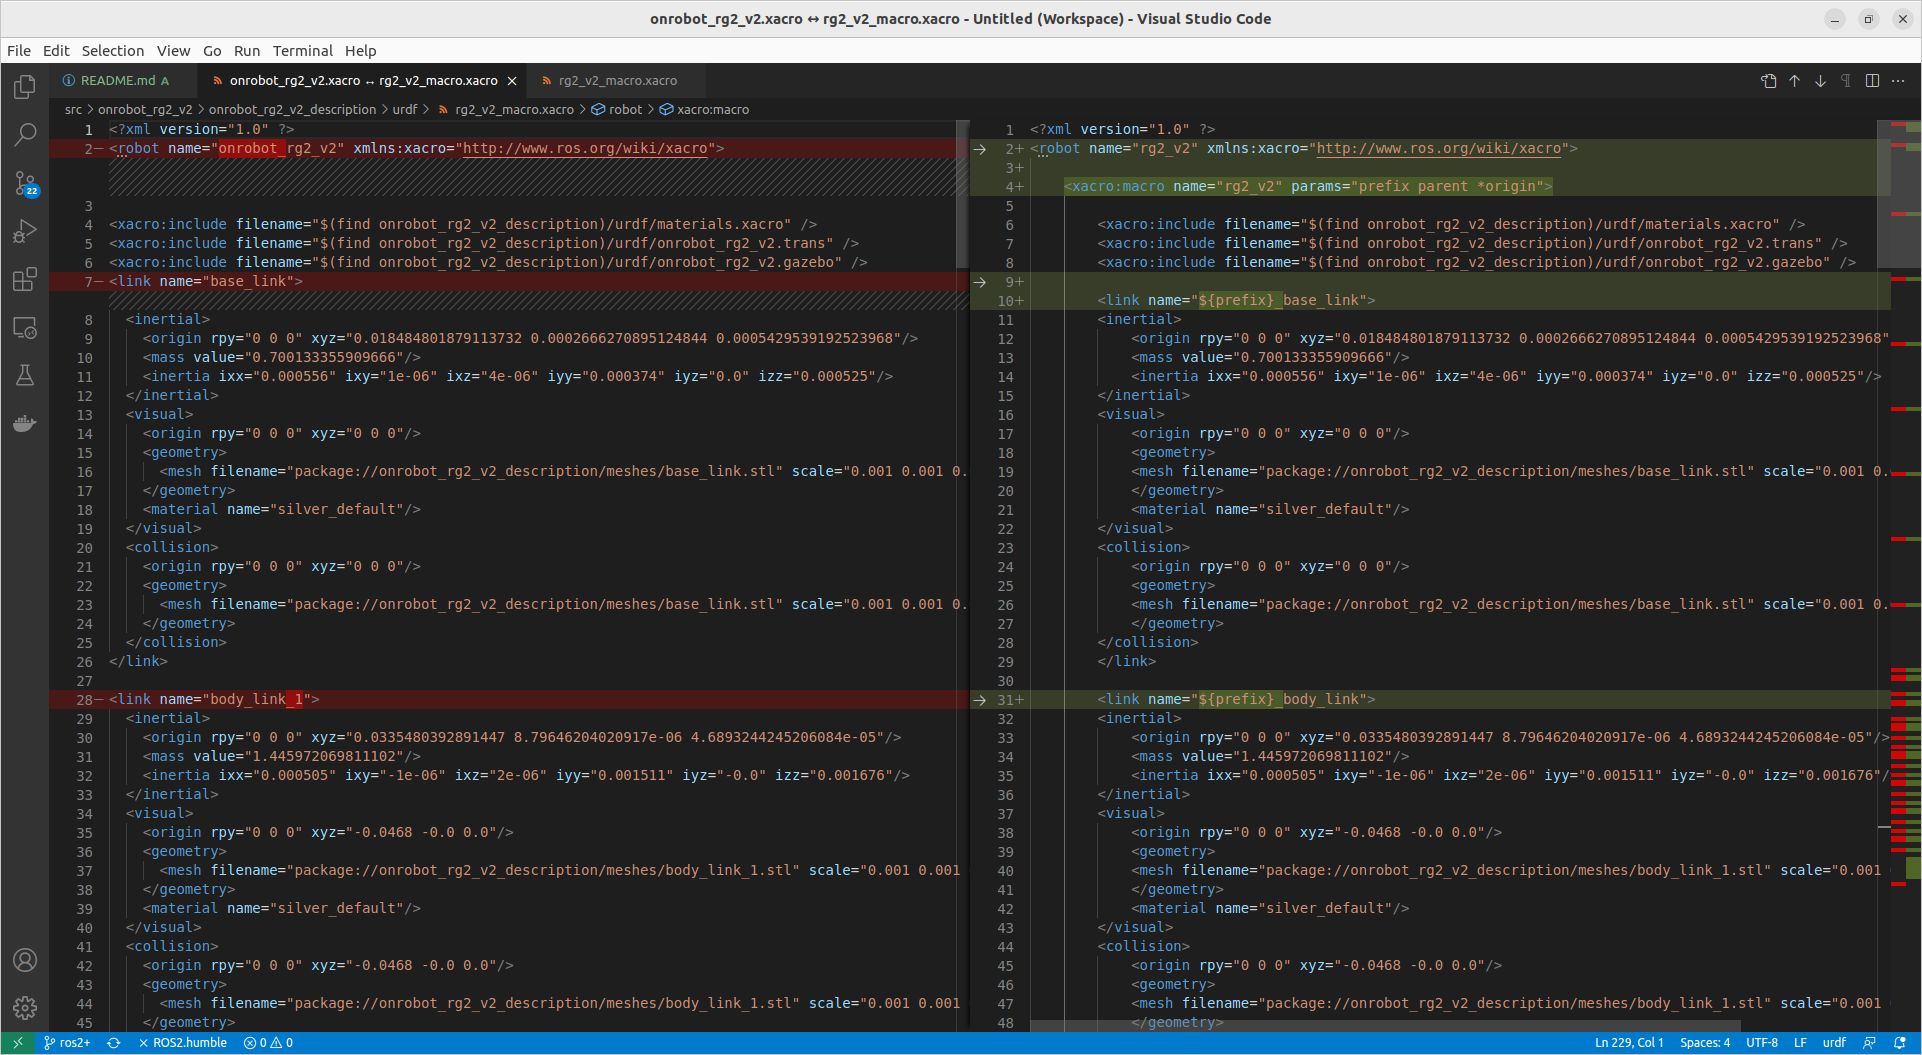 onrobot_rg2_v2.xacro ↔ rg2_v2_macro.xacro - Untitled (Workspace) - Visual Studio Code
File Edit Selection View Go Run Terminal Help
README.md A
onrobot_rg2_v2.xacro ↔ rg2_v2_macro.xacro
rg2_v2_macro.xacro
src > onrobot_rg2_v2 > onrobot_rg2_v2_description > urdf > rg2_v2_macro.xacro > robot > xacro:macro
22
1 <?xml version="1.0" ?>
2− <robot name="onrobot_rg2_v2" xmlns:xacro="http://www.ros.org/wiki/xacro">
3
4 <xacro:include filename="$(find onrobot_rg2_v2_description)/urdf/materials.xacro" />
5 <xacro:include filename="$(find onrobot_rg2_v2_description)/urdf/onrobot_rg2_v2.trans" />
6 <xacro:include filename="$(find onrobot_rg2_v2_description)/urdf/onrobot_rg2_v2.gazebo" />
7− <link name="base_link">
8 <inertial>
9 <origin rpy="0 0 0" xyz="0.018484801879113732 0.0002666270895124844 0.0005429539192523968"/>
10 <mass value="0.700133355909666"/>
11 <inertia ixx="0.000556" ixy="1e-06" ixz="4e-06" iyy="0.000374" iyz="0.0" izz="0.000525"/>
12 </inertial>
13 <visual>
14 <origin rpy="0 0 0" xyz="0 0 0"/>
15 <geometry>
16 <mesh filename="package://onrobot_rg2_v2_description/meshes/base_link.stl" scale="0.001 0.001 0.
17 </geometry>
18 <material name="silver_default"/>
19 </visual>
20 <collision>
21 <origin rpy="0 0 0" xyz="0 0 0"/>
22 <geometry>
23 <mesh filename="package://onrobot_rg2_v2_description/meshes/base_link.stl" scale="0.001 0.001 0.
24 </geometry>
25 </collision>
26 </link>
27
28− <link name="body_link_1">
29 <inertial>
30 <origin rpy="0 0 0" xyz="0.0335480392891447 8.79646204020917e-06 4.6893244245206084e-05"/>
31 <mass value="1.445972069811102"/>
32 <inertia ixx="0.000505" ixy="-1e-06" ixz="2e-06" iyy="0.001511" iyz="-0.0" izz="0.001676"/>
33 </inertial>
34 <visual>
35 <origin rpy="0 0 0" xyz="-0.0468 -0.0 0.0"/>
36 <geometry>
37 <mesh filename="package://onrobot_rg2_v2_description/meshes/body_link_1.stl" scale="0.001 0.001
38 </geometry>
39 <material name="silver_default"/>
40 </visual>
41 <collision>
42 <origin rpy="0 0 0" xyz="-0.0468 -0.0 0.0"/>
43 <geometry>
44 <mesh filename="package://onrobot_rg2_v2_description/meshes/body_link_1.stl" scale="0.001 0.001
45 </geometry>
1 <?xml version="1.0" ?>
2+ <robot name="rg2_v2" xmlns:xacro="http://www.ros.org/wiki/xacro">
3+
4+ <xacro:macro name="rg2_v2" params="prefix parent *origin">
5
6 <xacro:include filename="$(find onrobot_rg2_v2_description)/urdf/materials.xacro" />
7 <xacro:include filename="$(find onrobot_rg2_v2_description)/urdf/onrobot_rg2_v2.trans" />
8 <xacro:include filename="$(find onrobot_rg2_v2_description)/urdf/onrobot_rg2_v2.gazebo" />
9+
10+ <link name="${prefix}_base_link">
11 <inertial>
12 <origin rpy="0 0 0" xyz="0.018484801879113732 0.0002666270895124844 0.0005429539192523968"
13 <mass value="0.700133355909666"/>
14 <inertia ixx="0.000556" ixy="1e-06" ixz="4e-06" iyy="0.000374" iyz="0.0" izz="0.000525"/>
15 </inertial>
16 <visual>
17 <origin rpy="0 0 0" xyz="0 0 0"/>
18 <geometry>
19 <mesh filename="package://onrobot_rg2_v2_description/meshes/base_link.stl" scale="0.001 0.
20 </geometry>
21 <material name="silver_default"/>
22 </visual>
23 <collision>
24 <origin rpy="0 0 0" xyz="0 0 0"/>
25 <geometry>
26 <mesh filename="package://onrobot_rg2_v2_description/meshes/base_link.stl" scale="0.001 0.
27 </geometry>
28 </collision>
29 </link>
30
31+ <link name="${prefix}_body_link">
32 <inertial>
33 <origin rpy="0 0 0" xyz="0.0335480392891447 8.79646204020917e-06 4.6893244245206084e-05"/>
34 <mass value="1.445972069811102"/>
35 <inertia ixx="0.000505" ixy="-1e-06" ixz="2e-06" iyy="0.001511" iyz="-0.0" izz="0.001676"/
36 </inertial>
37 <visual>
38 <origin rpy="0 0 0" xyz="-0.0468 -0.0 0.0"/>
39 <geometry>
40 <mesh filename="package://onrobot_rg2_v2_description/meshes/body_link_1.stl" scale="0.001
41 </geometry>
42 <material name="silver_default"/>
43 </visual>
44 <collision>
45 <origin rpy="0 0 0" xyz="-0.0468 -0.0 0.0"/>
46 <geometry>
47 <mesh filename="package://onrobot_rg2_v2_description/meshes/body_link_1.stl" scale="0.001
48 </geometry>
ros2+ ROS2.humble 0 0 Ln 229, Col 1 Spaces: 4 UTF-8 LF urdf